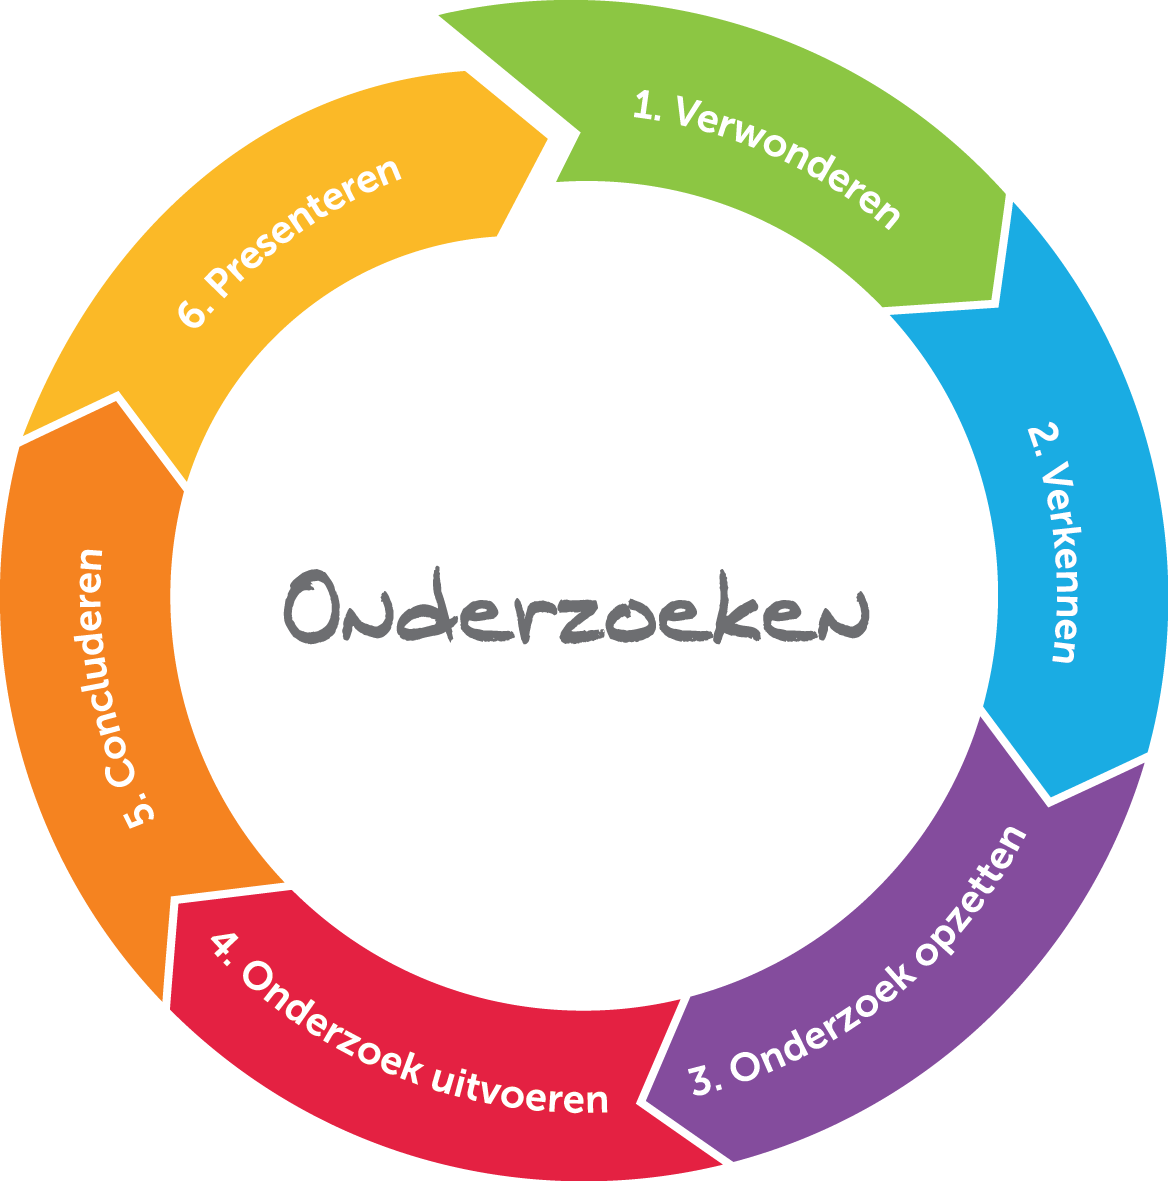 1. Verwonderen
2. Verkennen
3. Onderzoek opzetten
4. Onderzoek uitvoeren
5. Concluderen
6. Presenteren
Onderzoeken